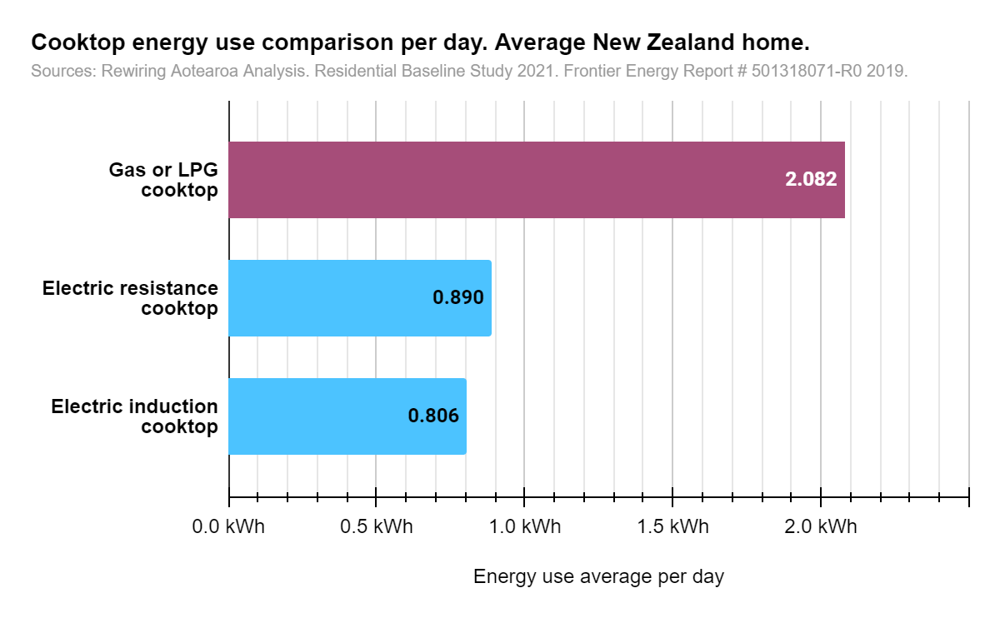 Cooktop energy use comparison per day. Average New Zealand home.
Sources: Rewiring Aotearoa Analysis. Residential Baseline Study 2021. Frontier Energy Report # 501318071-R0 2019.
Gas or LPG
cooktop
2.082
Electric resistance
cooktop
0.890
Electric induction
cooktop
0.806
0.0 kWh 0.5 kWh 1.0 kWh 1.5 kWh 2.0 kWh
Energy use average per day